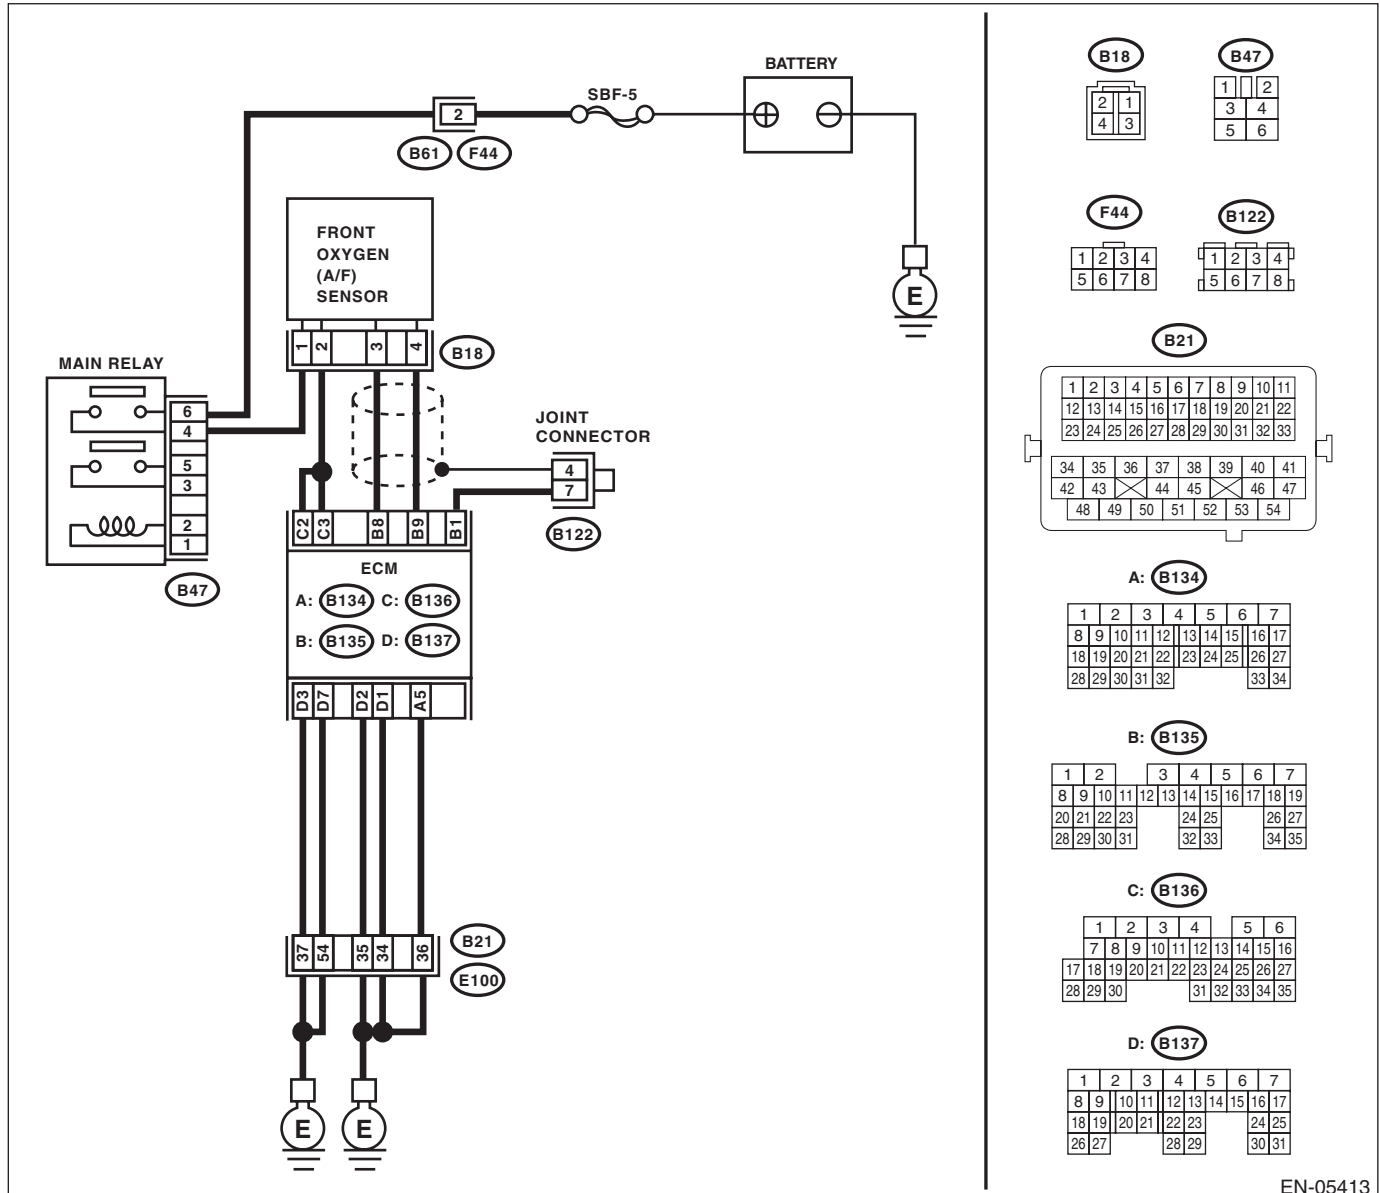 BATTERY
SBF-5
2
B61 F44
E
FRONT
OXYGEN
(A/F)
SENSOR
1 2 3 4
B18
MAIN RELAY
6
4
5
3
2
1
B47
JOINT
CONNECTOR
4
7
B122
C2 C3 B8 B9 B1
ECM
A: B134 C: B136
B: B135 D: B137
D3 D7 D2 D1 A5
37 54 35 34 36
B21
E100
E E
B18
2 1
4 3
B47
1 2
3 4
5 6
F44
1 2 3 4
5 6 7 8
B122
1 2 3 4
5 6 7 8
B21
1 2 3 4 5 6 7 8 9 10 11
12 13 14 15 16 17 18 19 20 21 22
23 24 25 26 27 28 29 30 31 32 33
34 35 36 37 38 39 40 41
42 43 44 45 46 47
48 49 50 51 52 53 54
A: B134
1 2 3 4 5 6 7
8 9 10 11 12 13 14 15 16 17
18 19 20 21 22 23 24 25 26 27
28 29 30 31 32 33 34
B: B135
1 2 3 4 5 6 7
8 9 10 11 12 13 14 15 16 17 18 19
20 21 22 23 24 25 26 27
28 29 30 31 32 33 34 35
C: B136
1 2 3 4 5 6
7 8 9 10 11 12 13 14 15 16
17 18 19 20 21 22 23 24 25 26 27
28 29 30 31 32 33 34 35
D: B137
1 2 3 4 5 6 7
8 9 10 11 12 13 14 15 16 17
18 19 20 21 22 23 24 25
26 27 28 29 30 31
EN-05413